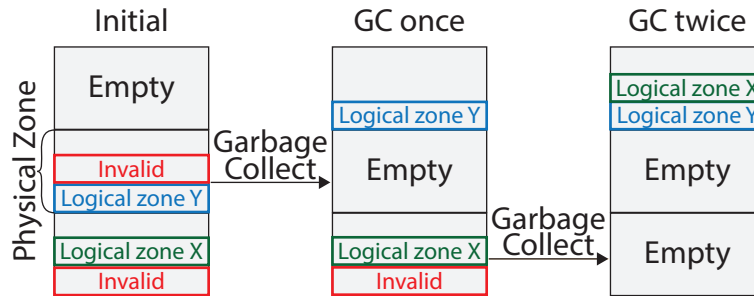 Initial
GC once
GC twice
Physical Zone
Empty
Invalid
Logical zone Y
Logical zone X
Invalid
Garbage
Collect
Logical zone Y
Empty
Logical zone X
Invalid
Garbage
Collect
Logical zone X
Logical zone Y
Empty
Empty